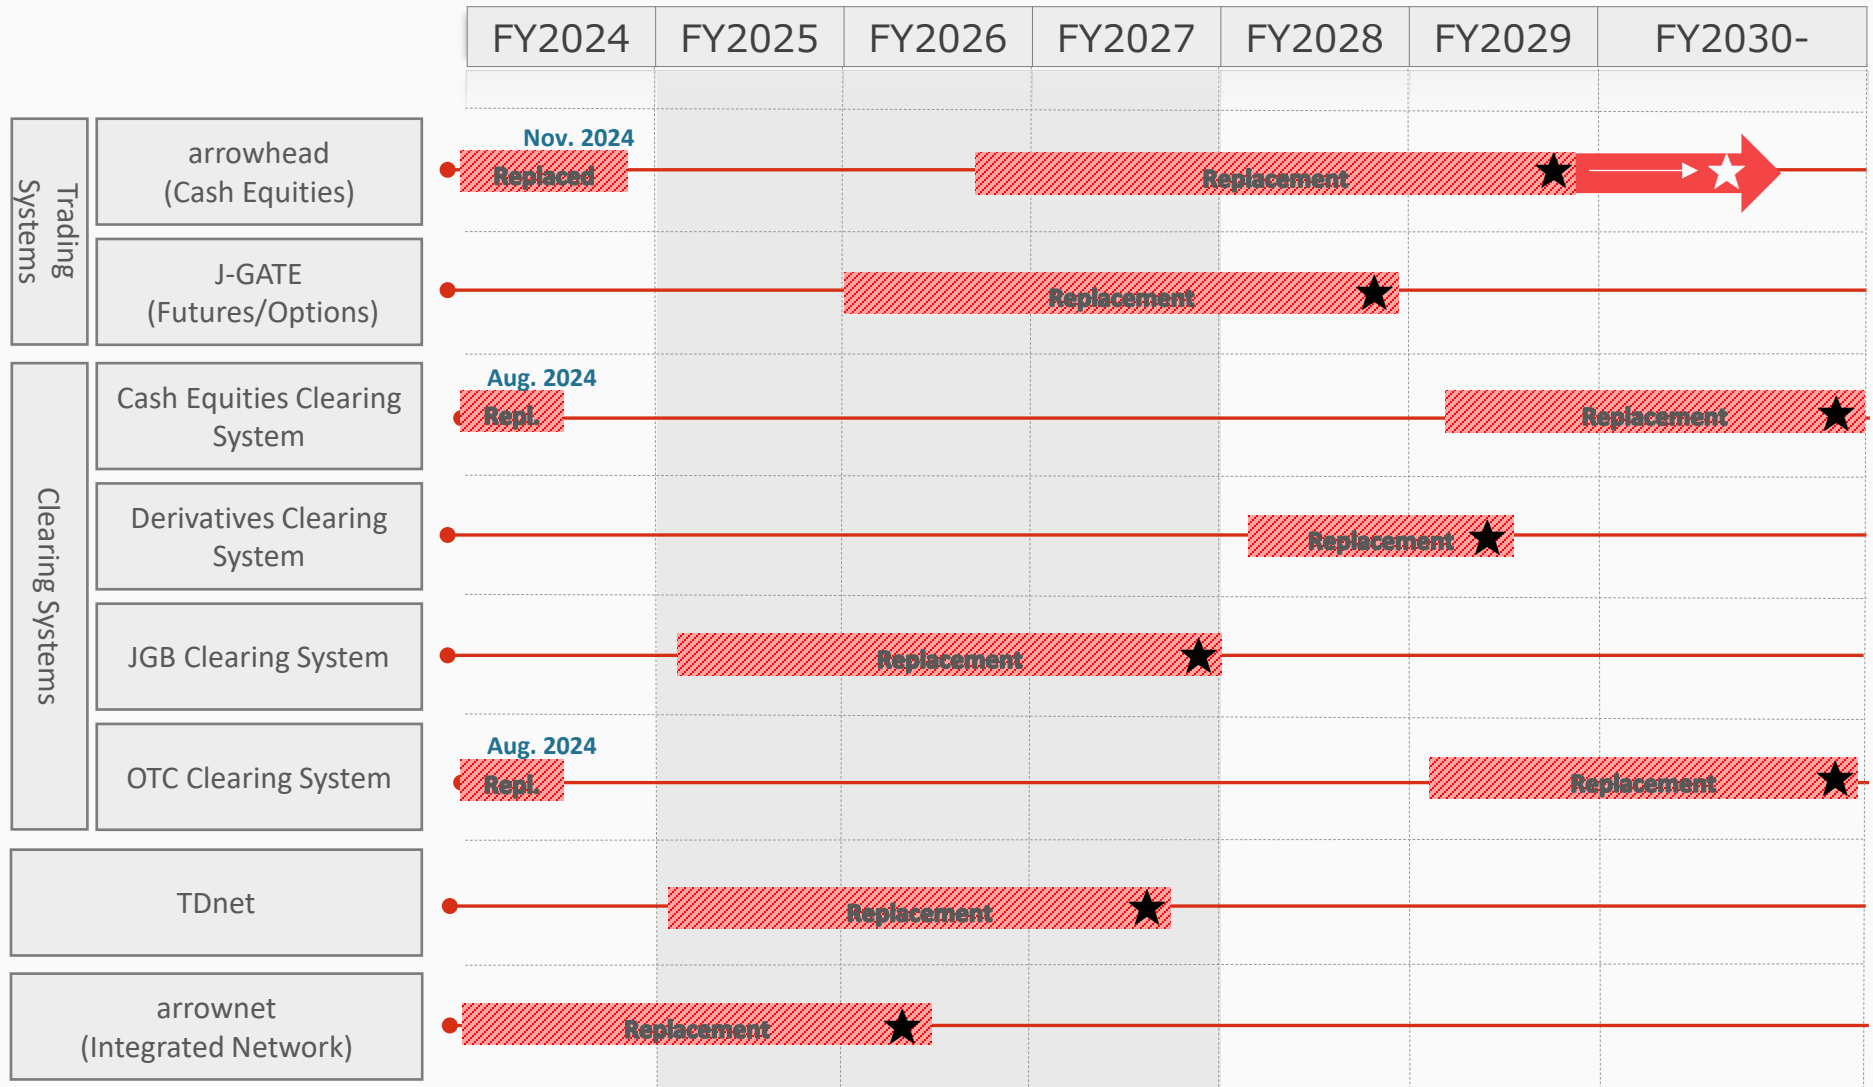 FY2024 FY2025 FY2026 FY2027 FY2028 FY2029 FY2030-
Trading
Systems
arrowhead
(Cash Equities)
Nov. 2024
Replaced
Replacement
J-GATE
(Futures/Options)
Replacement
Clearing Systems
Cash Equities Clearing
System
Aug. 2024
Repl.
Replacement
Derivatives Clearing
System
Replacement
JGB Clearing System
Replacement
OTC Clearing System
Aug. 2024
Repl.
Replacement
TDnet
Replacement
arrownet
(Integrated Network)
Replacement